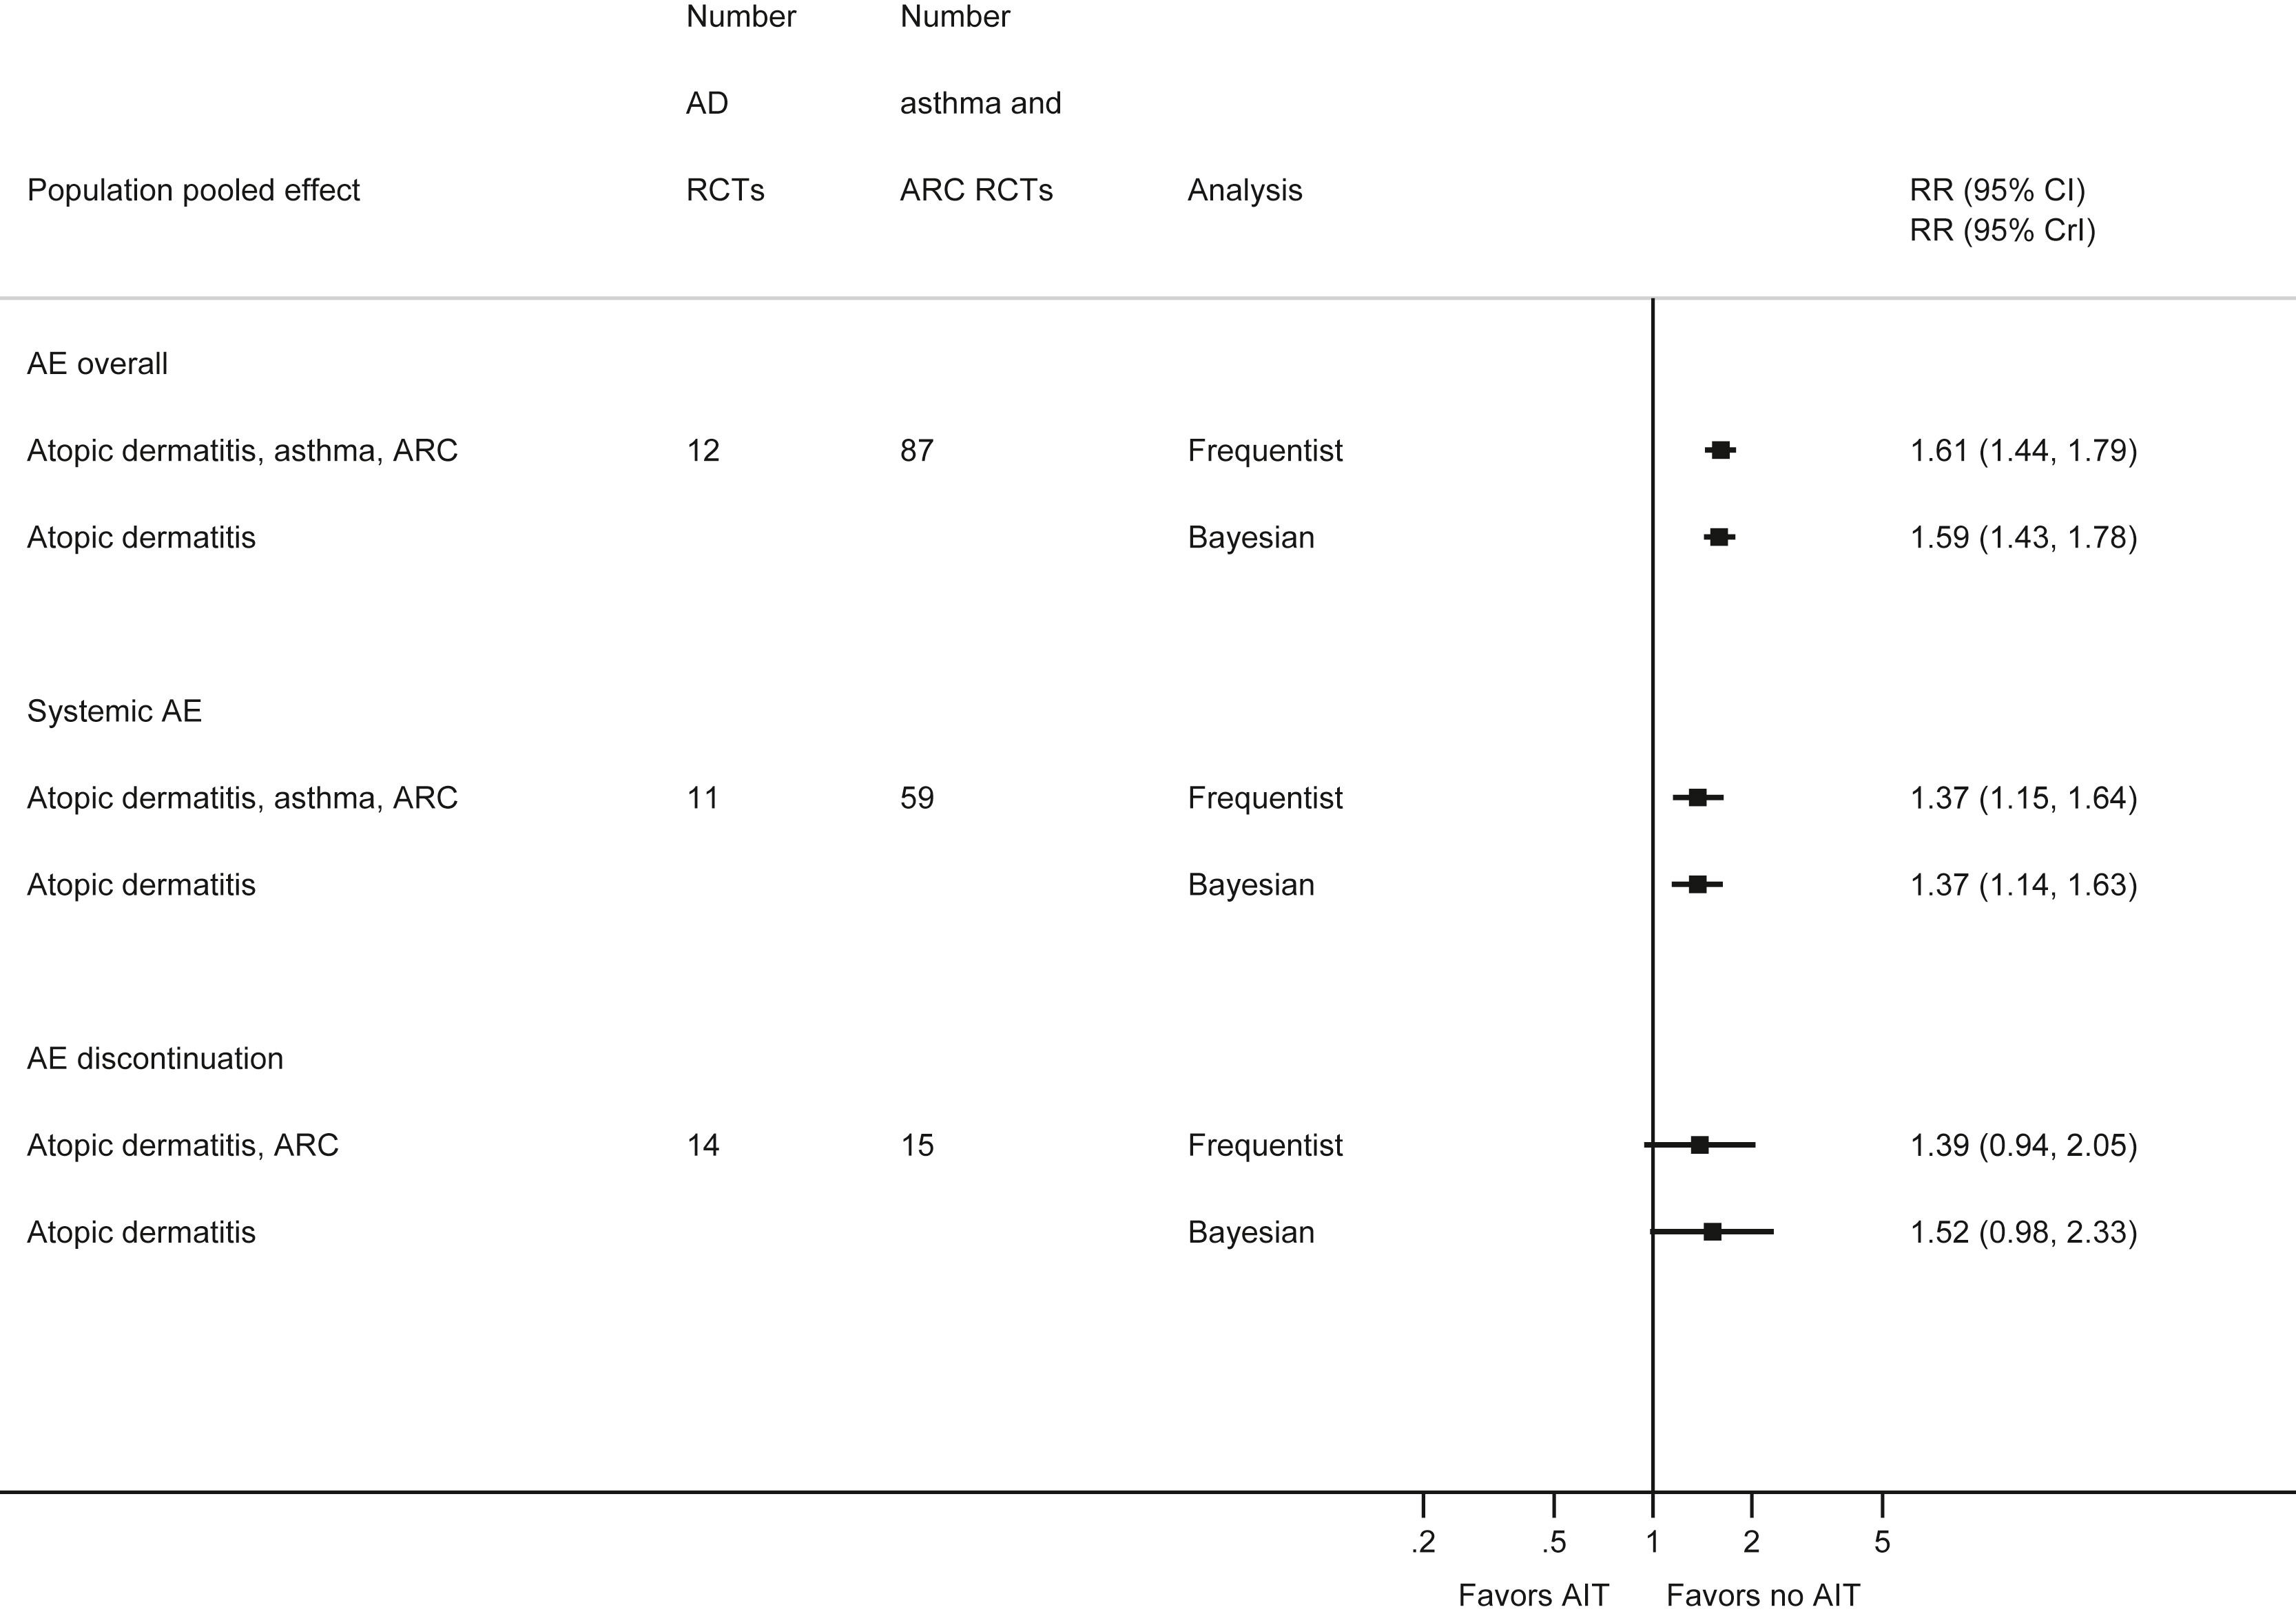 Number Number
AD asthma and
Population pooled effect RCTs ARC RCTs Analysis RR (95% CI)
RR (95% CrI)
AE overall
Atopic dermatitis, asthma, ARC 12 87 Frequentist 1.61 (1.44, 1.79)
Atopic dermatitis Bayesian 1.59 (1.43, 1.78)
Systemic AE
Atopic dermatitis, asthma, ARC 11 59 Frequentist 1.37 (1.15, 1.64)
Atopic dermatitis Bayesian 1.37 (1.14, 1.63)
AE discontinuation
Atopic dermatitis, ARC 14 15 Frequentist 1.39 (0.94, 2.05)
Atopic dermatitis Bayesian 1.52 (0.98, 2.33)
.2 .5 1 2 5
Favors AIT Favors no AIT